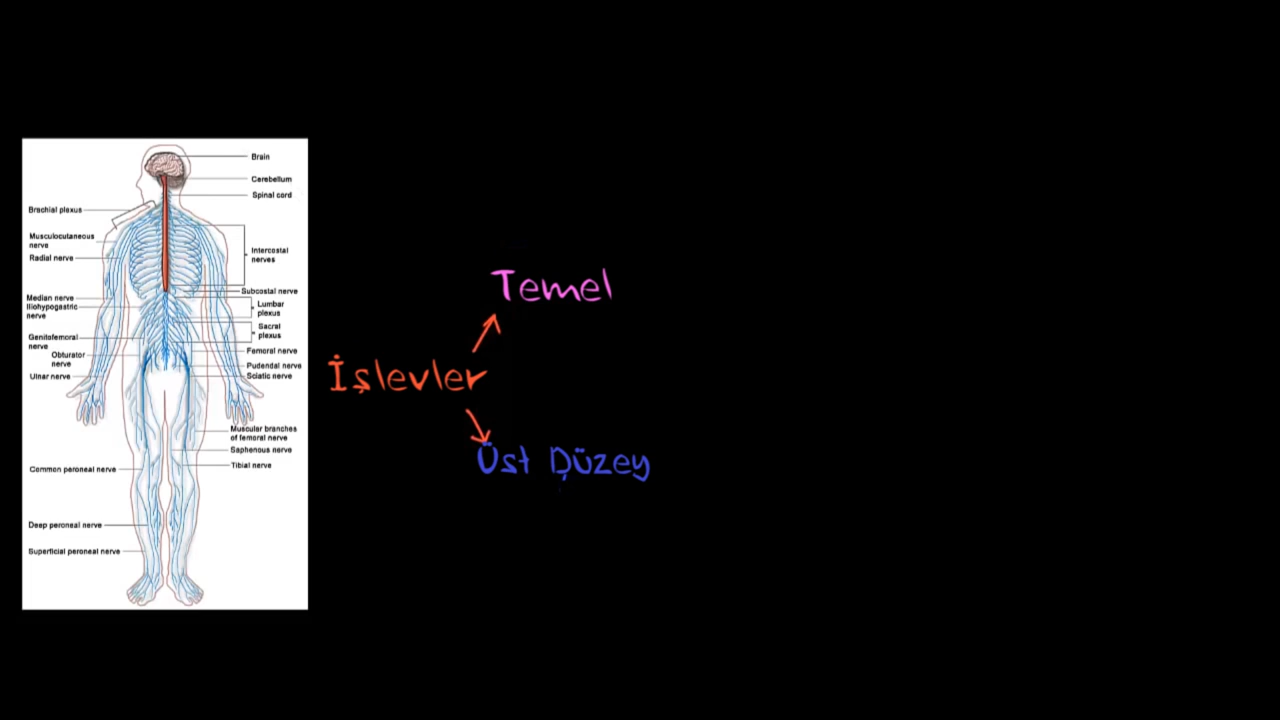 Brain
Cerebellum
Spinal cord
Brachial plexus
Musculocutaneous
nerve
Radial nerve
Intercostal
nerves
Subcostal nerve
Median nerve
Iliohypogastric
nerve
Lumbar
plexus
Sacral
plexus
Genitofemoral
nerve
Obturator
nerve
Ulnar nerve
Femoral nerve
Pudendal nerve
Sciatic nerve
Muscular branches
of femoral nerve
Saphenous nerve
Tibial nerve
Common peroneal nerve
Deep peroneal nerve
Superficial peroneal nerve
Temel
İşlevler
Üst Düzey